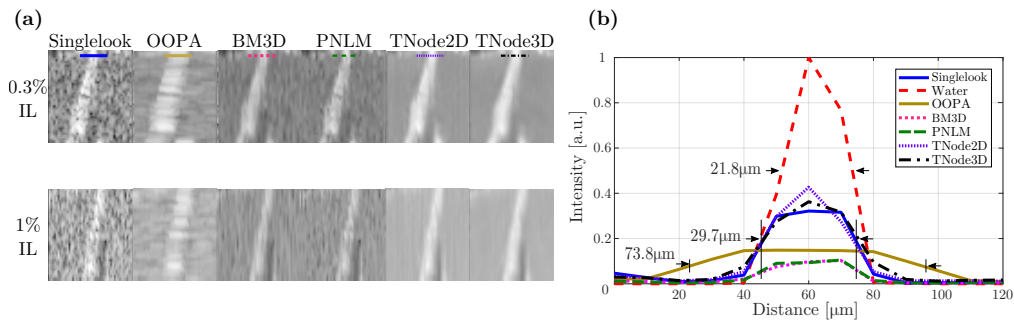 (a)
Singlelook OOPA BM3D PNLM TNode2D TNode3D
0.3%
IL
1%
IL
(b)
Intensity [a.u.]
1
0.8
0.6
0.4
0.2
0
0 20 40 60 80 100 120
Distance [μm]
21.8μm
29.7μm
73.8μm
Singlelook
Water
OOPA
BM3D
PNLM
TNode2D
TNode3D